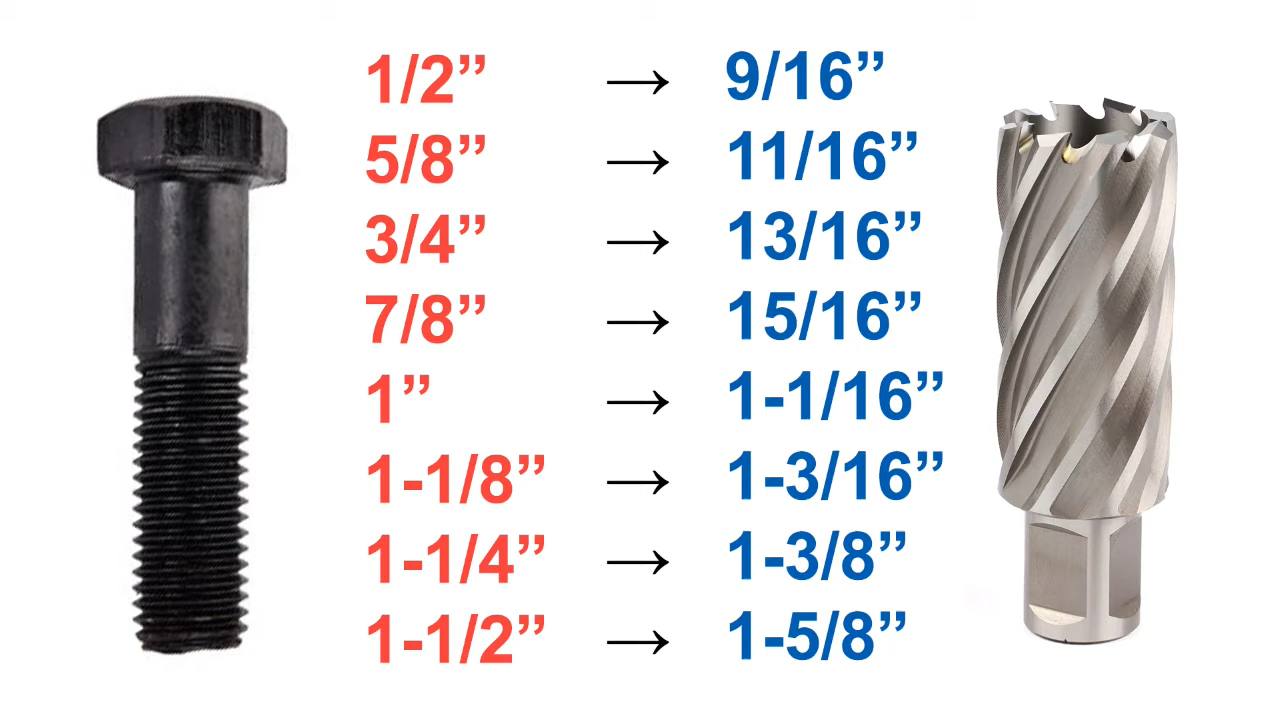 1/2” → 9/16”
5/8” → 11/16”
3/4” → 13/16”
7/8” → 15/16”
1” → 1-1/16”
1-1/8” → 1-3/16”
1-1/4” → 1-3/8”
1-1/2” → 1-5/8”